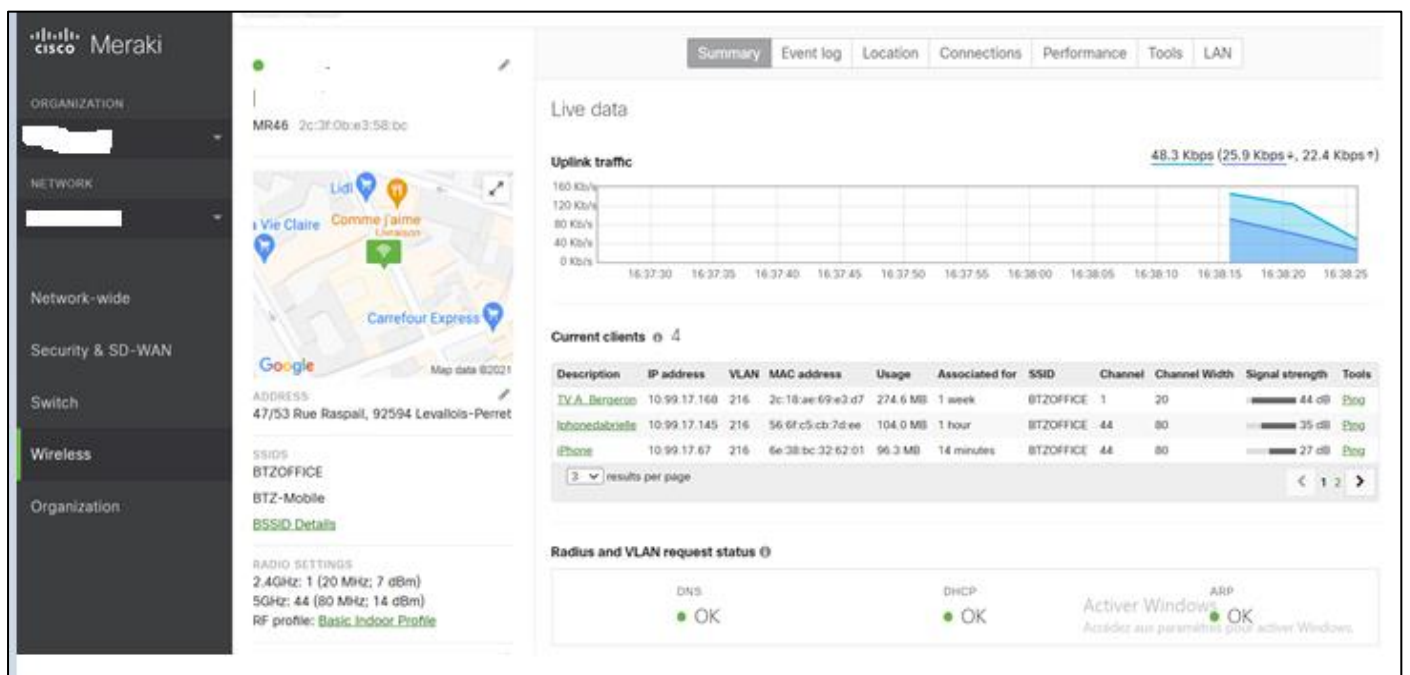 cisco Meraki
ORGANIZATION
NETWORK
Network-wide
Security & SD-WAN
Switch
Wireless
Organization
MR46 2c:3f:0b:e3:58:bc
Lidl
a Vie Claire
Comme j'aime
Livraison
Carrefour Express
Google
Map data ©2021
ADDRESS
47/53 Rue Raspail, 92594 Levallois-Perret
SSIDS
BTZOFFICE
BTZ-Mobile
BSSID Details
RADIO SETTINGS
2.4GHz: 1 (20 MHz; 7 dBm)
5GHz: 44 (80 MHz; 14 dBm)
RF profile: Basic Indoor Profile
Summary Event log Location Connections Performance Tools LAN
Live data
Uplink traffic
48.3 Kbps (25.9 Kbps↓, 22.4 Kbps↑)
160 Kb/s
120 Kb/s
80 Kb/s
40 Kb/s
0 Kb/s
16:37:30 16:37:35 16:37:40 16:37:45 16:37:50 16:37:55 16:38:00 16:38:05 16:38:10 16:38:15 16:38:20 16:38:25
Current clients 4
Description IP address VLAN MAC address Usage Associated for SSID Channel Channel Width Signal strength Tools
TV A. Bergeron 10.99.17.168 216 2c:18:ae:69:e3:d7 274.6 MB 1 week BTZOFFICE 1 20 44 dB Ping
Iphonedabrielle 10.99.17.145 216 56:6f:c5:cb:7d:ee 104.0 MB 1 hour BTZOFFICE 44 80 35 dB Ping
iPhone 10.99.17.67 216 6e:38:bc:32:62:01 96.3 MB 14 minutes BTZOFFICE 44 80 27 dB Ping
3 results per page
1 2
Radius and VLAN request status
DNS DHCP ARP
OK OK OK
Activer Windows
Accédez aux paramètres pour activer Windows.